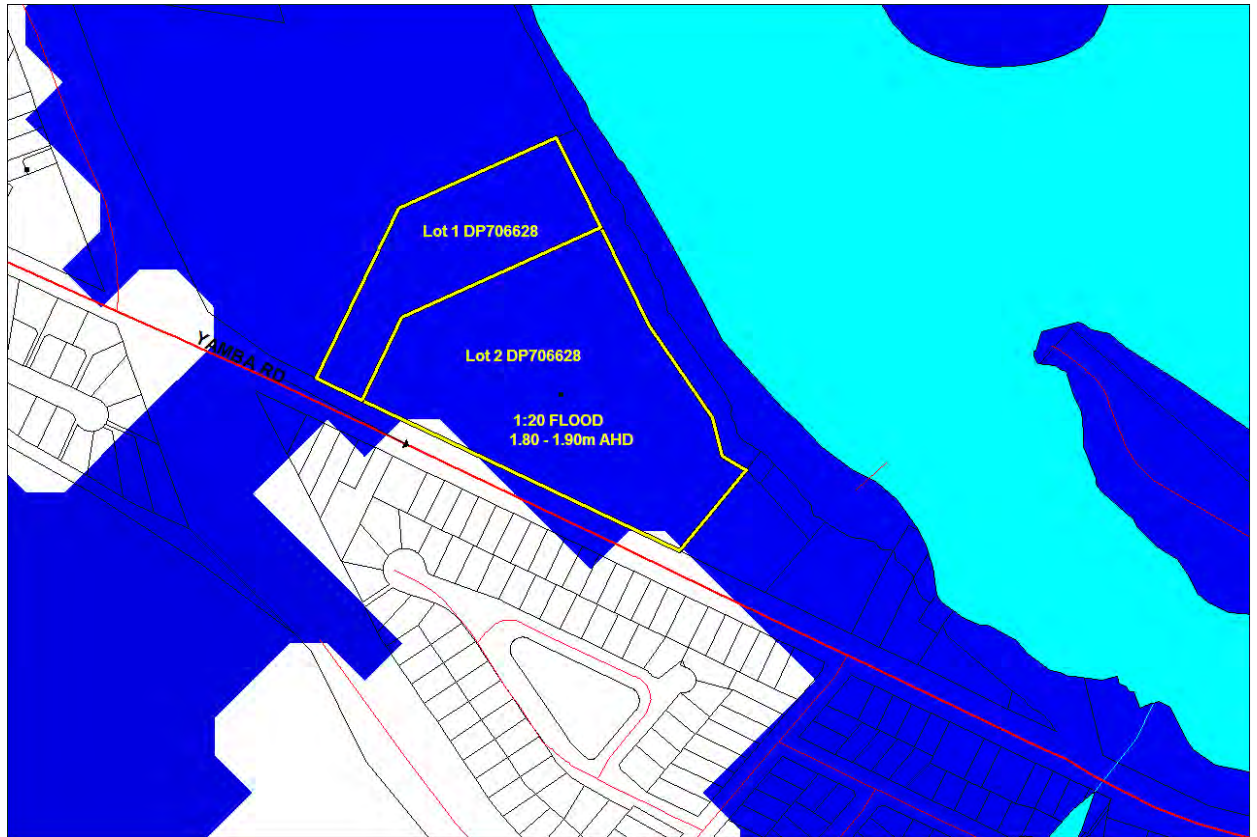 Lot 1 DP706628
YAMBA RD
Lot 2 DP706628
1:20 FLOOD
1.80 - 1.90m AHD